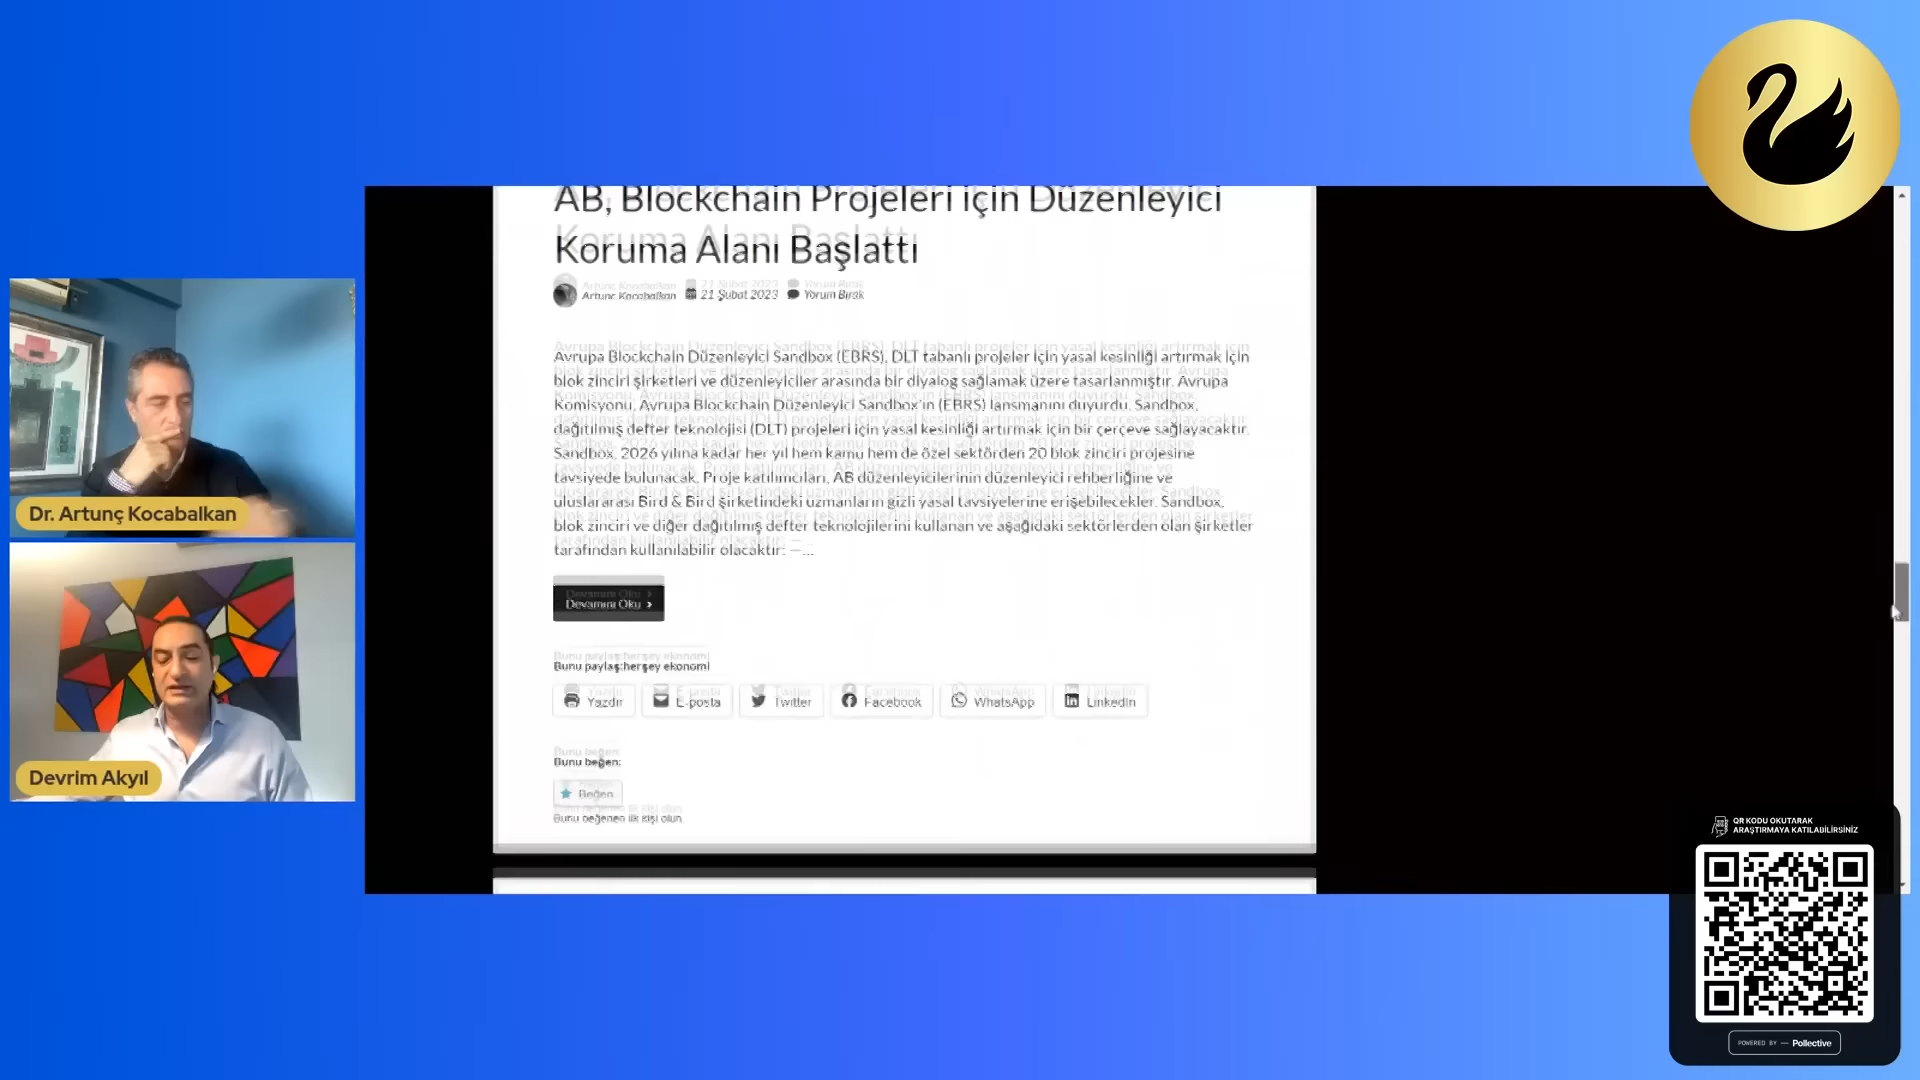 AB, Blockchain Projeleri için Düzenleyici
Koruma Alanı Başlattı
Artunc Kocabalkan 21 Şubat 2023 Yorum Bırak
Avrupa Blockchain Düzenleyici Sandbox (EBRS), DLT tabanlı projeler için yasal kesinliği artırmak için
blok zinciri şirketleri ve düzenleyiciler arasında bir diyalog sağlamak üzere tasarlanmıştır. Avrupa
Komisyonu, Avrupa Blockchain Düzenleyici Sandbox'ın (EBRS) lansmanını duyurdu. Sandbox,
dağıtılmış defter teknolojisi (DLT) projeleri için yasal kesinliği artırmak için bir çerçeve sağlayacaktır.
Sandbox, 2026 yılına kadar her yıl hem kamu hem de özel sektörden 20 blok zinciri projesine
tavsiyede bulunacak. Proje katılımcıları, AB düzenleyicilerinin düzenleyici rehberliğine ve
uluslararası Bird & Bird şirketindeki uzmanların gizli yasal tavsiyelerine erişebilecekler. Sandbox,
blok zinciri ve diğer dağıtılmış defter teknolojilerini kullanan ve aşağıdaki sektörlerden olan şirketler
tarafından kullanılabilir olacaktır: —...
Devamını Oku
Bunu paylaş:herşey ekonomi
Yazdır E-posta Twitter Facebook WhatsApp LinkedIn
Bunu beğen:
Beğen
Bunu beğenen ilk kişi olun.
Dr. Artunç Kocabalkan
Devrim Akyıl
QR KODU OKUTARAK
ARAŞTIRMAYA KATILABİLİRSİNİZ
POWERED BY — Pollective